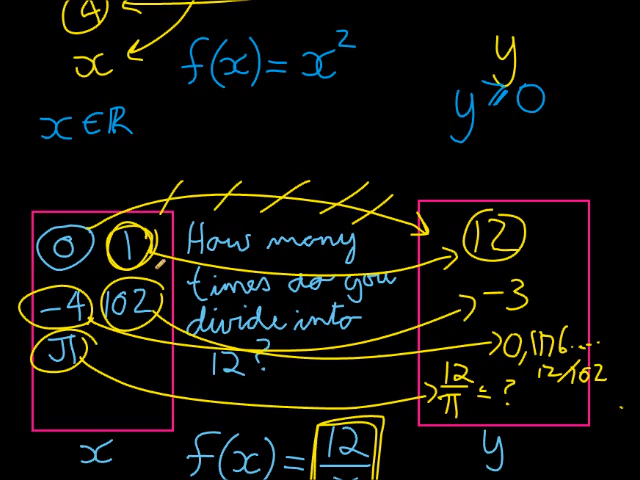 4
x f(x) = x² y
x ∈ ℝ y ≥ 0
0 1 How many 12
-4 102 times do you -3
divide into 0,1176....
π 12? 12/102
12/π = ?
x f(x) = 12/x y